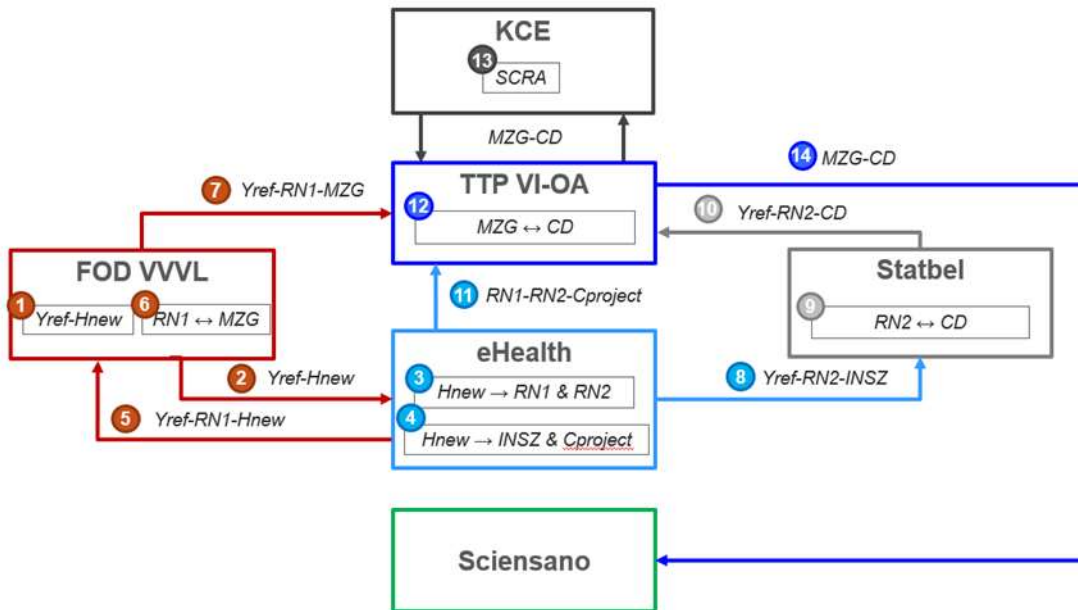 KCE
13
SCRA
MZG-CD
14 MZG-CD
7 Yref-RN1-MZG
TTP VI-OA
12
MZG ↔ CD
10 Yref-RN2-CD
FOD VVVL
1 Yref-Hnew
6 RN1 ↔ MZG
11 RN1-RN2-Cproject
Statbel
9
RN2 ↔ CD
eHealth
2 Yref-Hnew
3 Hnew → RN1 & RN2
8 Yref-RN2-INSZ
5 Yref-RN1-Hnew
4 Hnew → INSZ & Cproject
Sciensano